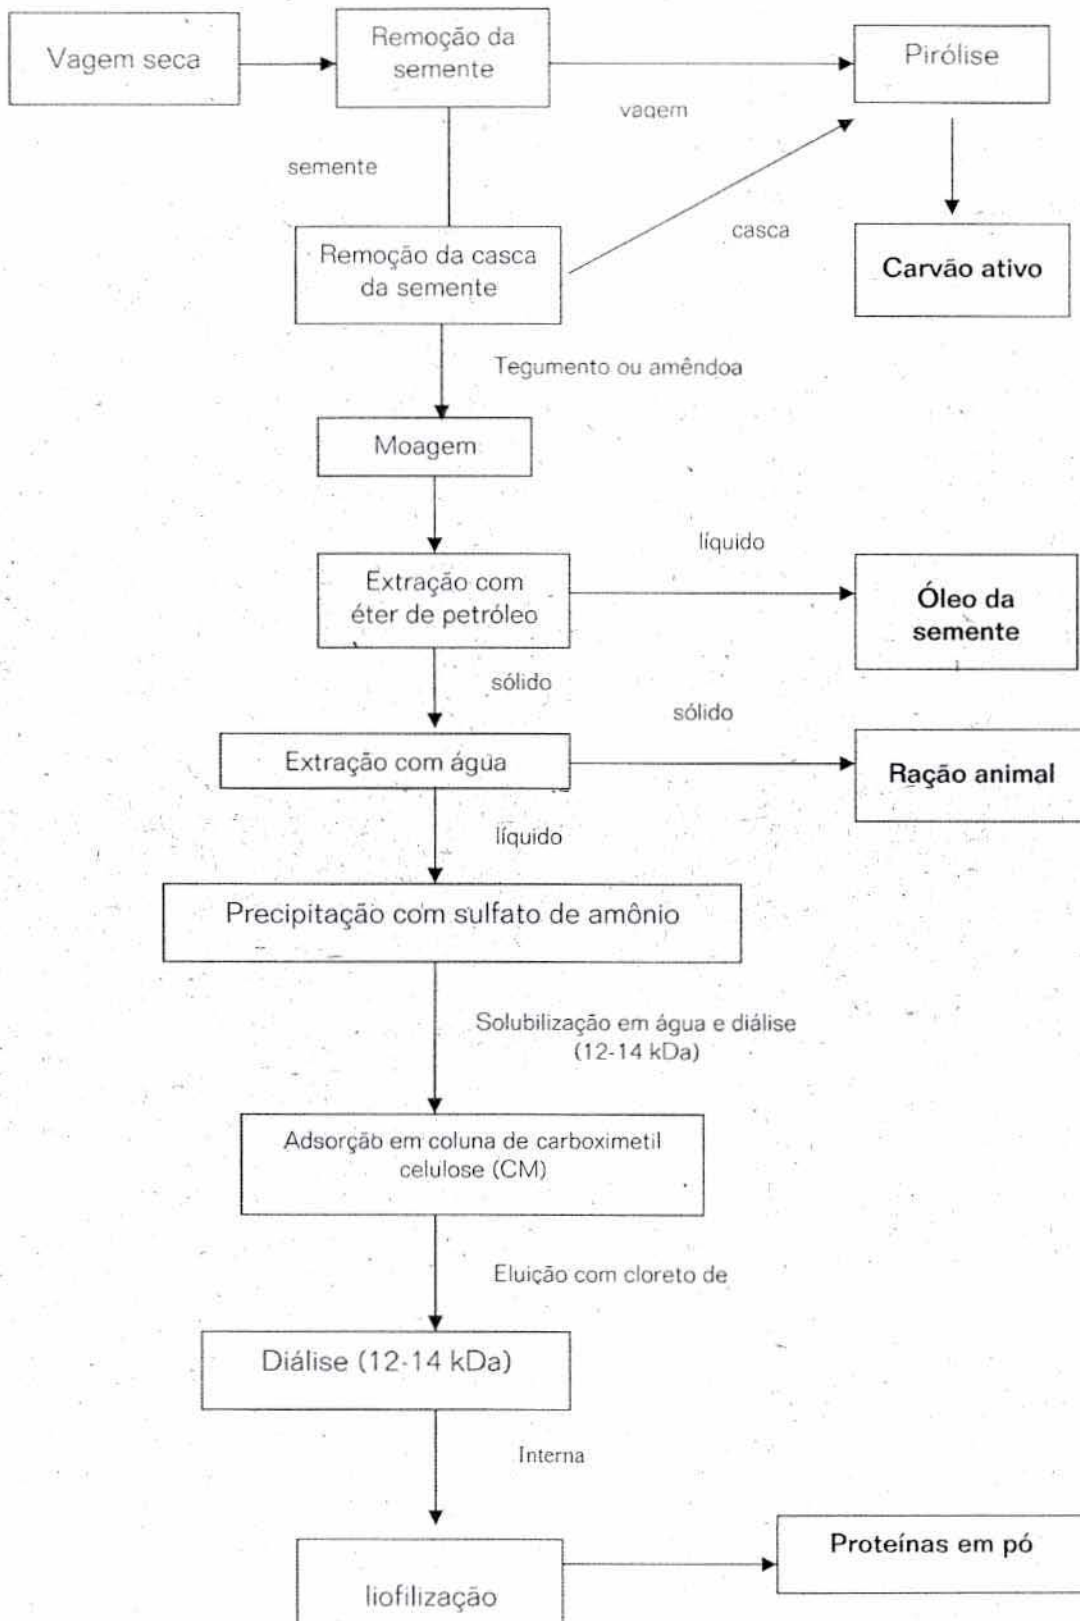 Vagem seca
Remoção da
semente
Pirólise
vagem
semente
Remoção da casca
da semente
casca
Carvão ativo
Tegumento ou amêndoa
Moagem
líquido
Extração com
éter de petróleo
Óleo da
semente
sólido
sólido
Extração com água
Ração animal
líquido
Precipitação com sulfato de amônio
Solubilização em água e diálise
(12-14 kDa)
Adsorção em coluna de carboximetil
celulose (CM)
Eluição com cloreto de
Diálise (12-14 kDa)
Interna
Proteínas em pó
liofilização